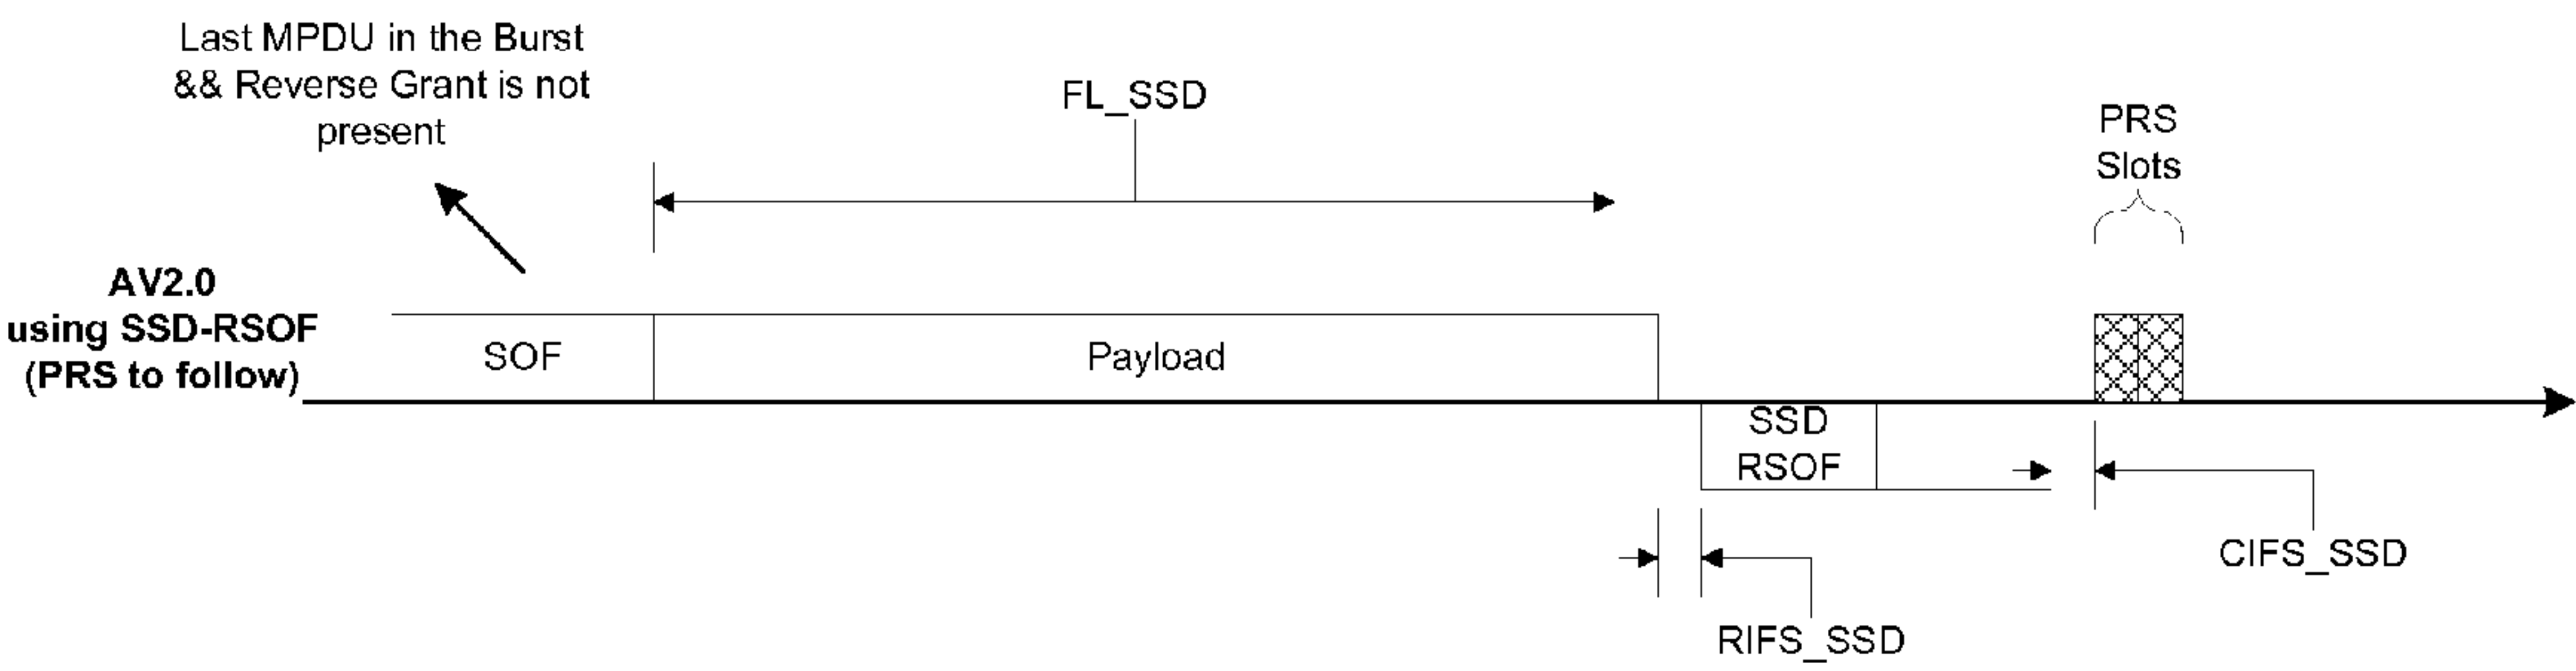 Last MPDU in the Burst
&& Reverse Grant is not
present
FL_SSD
PRS
Slots
AV2.0
using SSD-RSOF
(PRS to follow)
SOF
Payload
SSD
RSOF
CIFS_SSD
RIFS_SSD